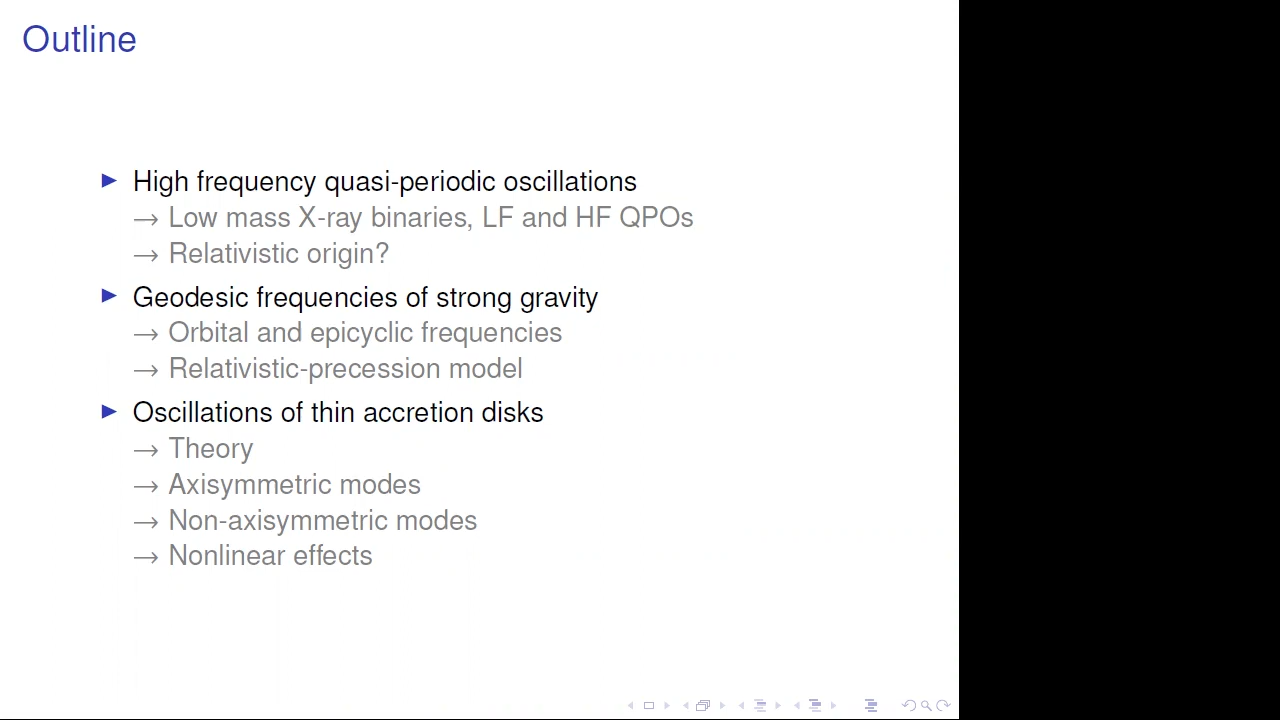 Outline
High frequency quasi-periodic oscillations
→ Low mass X-ray binaries, LF and HF QPOs
→ Relativistic origin?
Geodesic frequencies of strong gravity
→ Orbital and epicyclic frequencies
→ Relativistic-precession model
Oscillations of thin accretion disks
→ Theory
→ Axisymmetric modes
→ Non-axisymmetric modes
→ Nonlinear effects